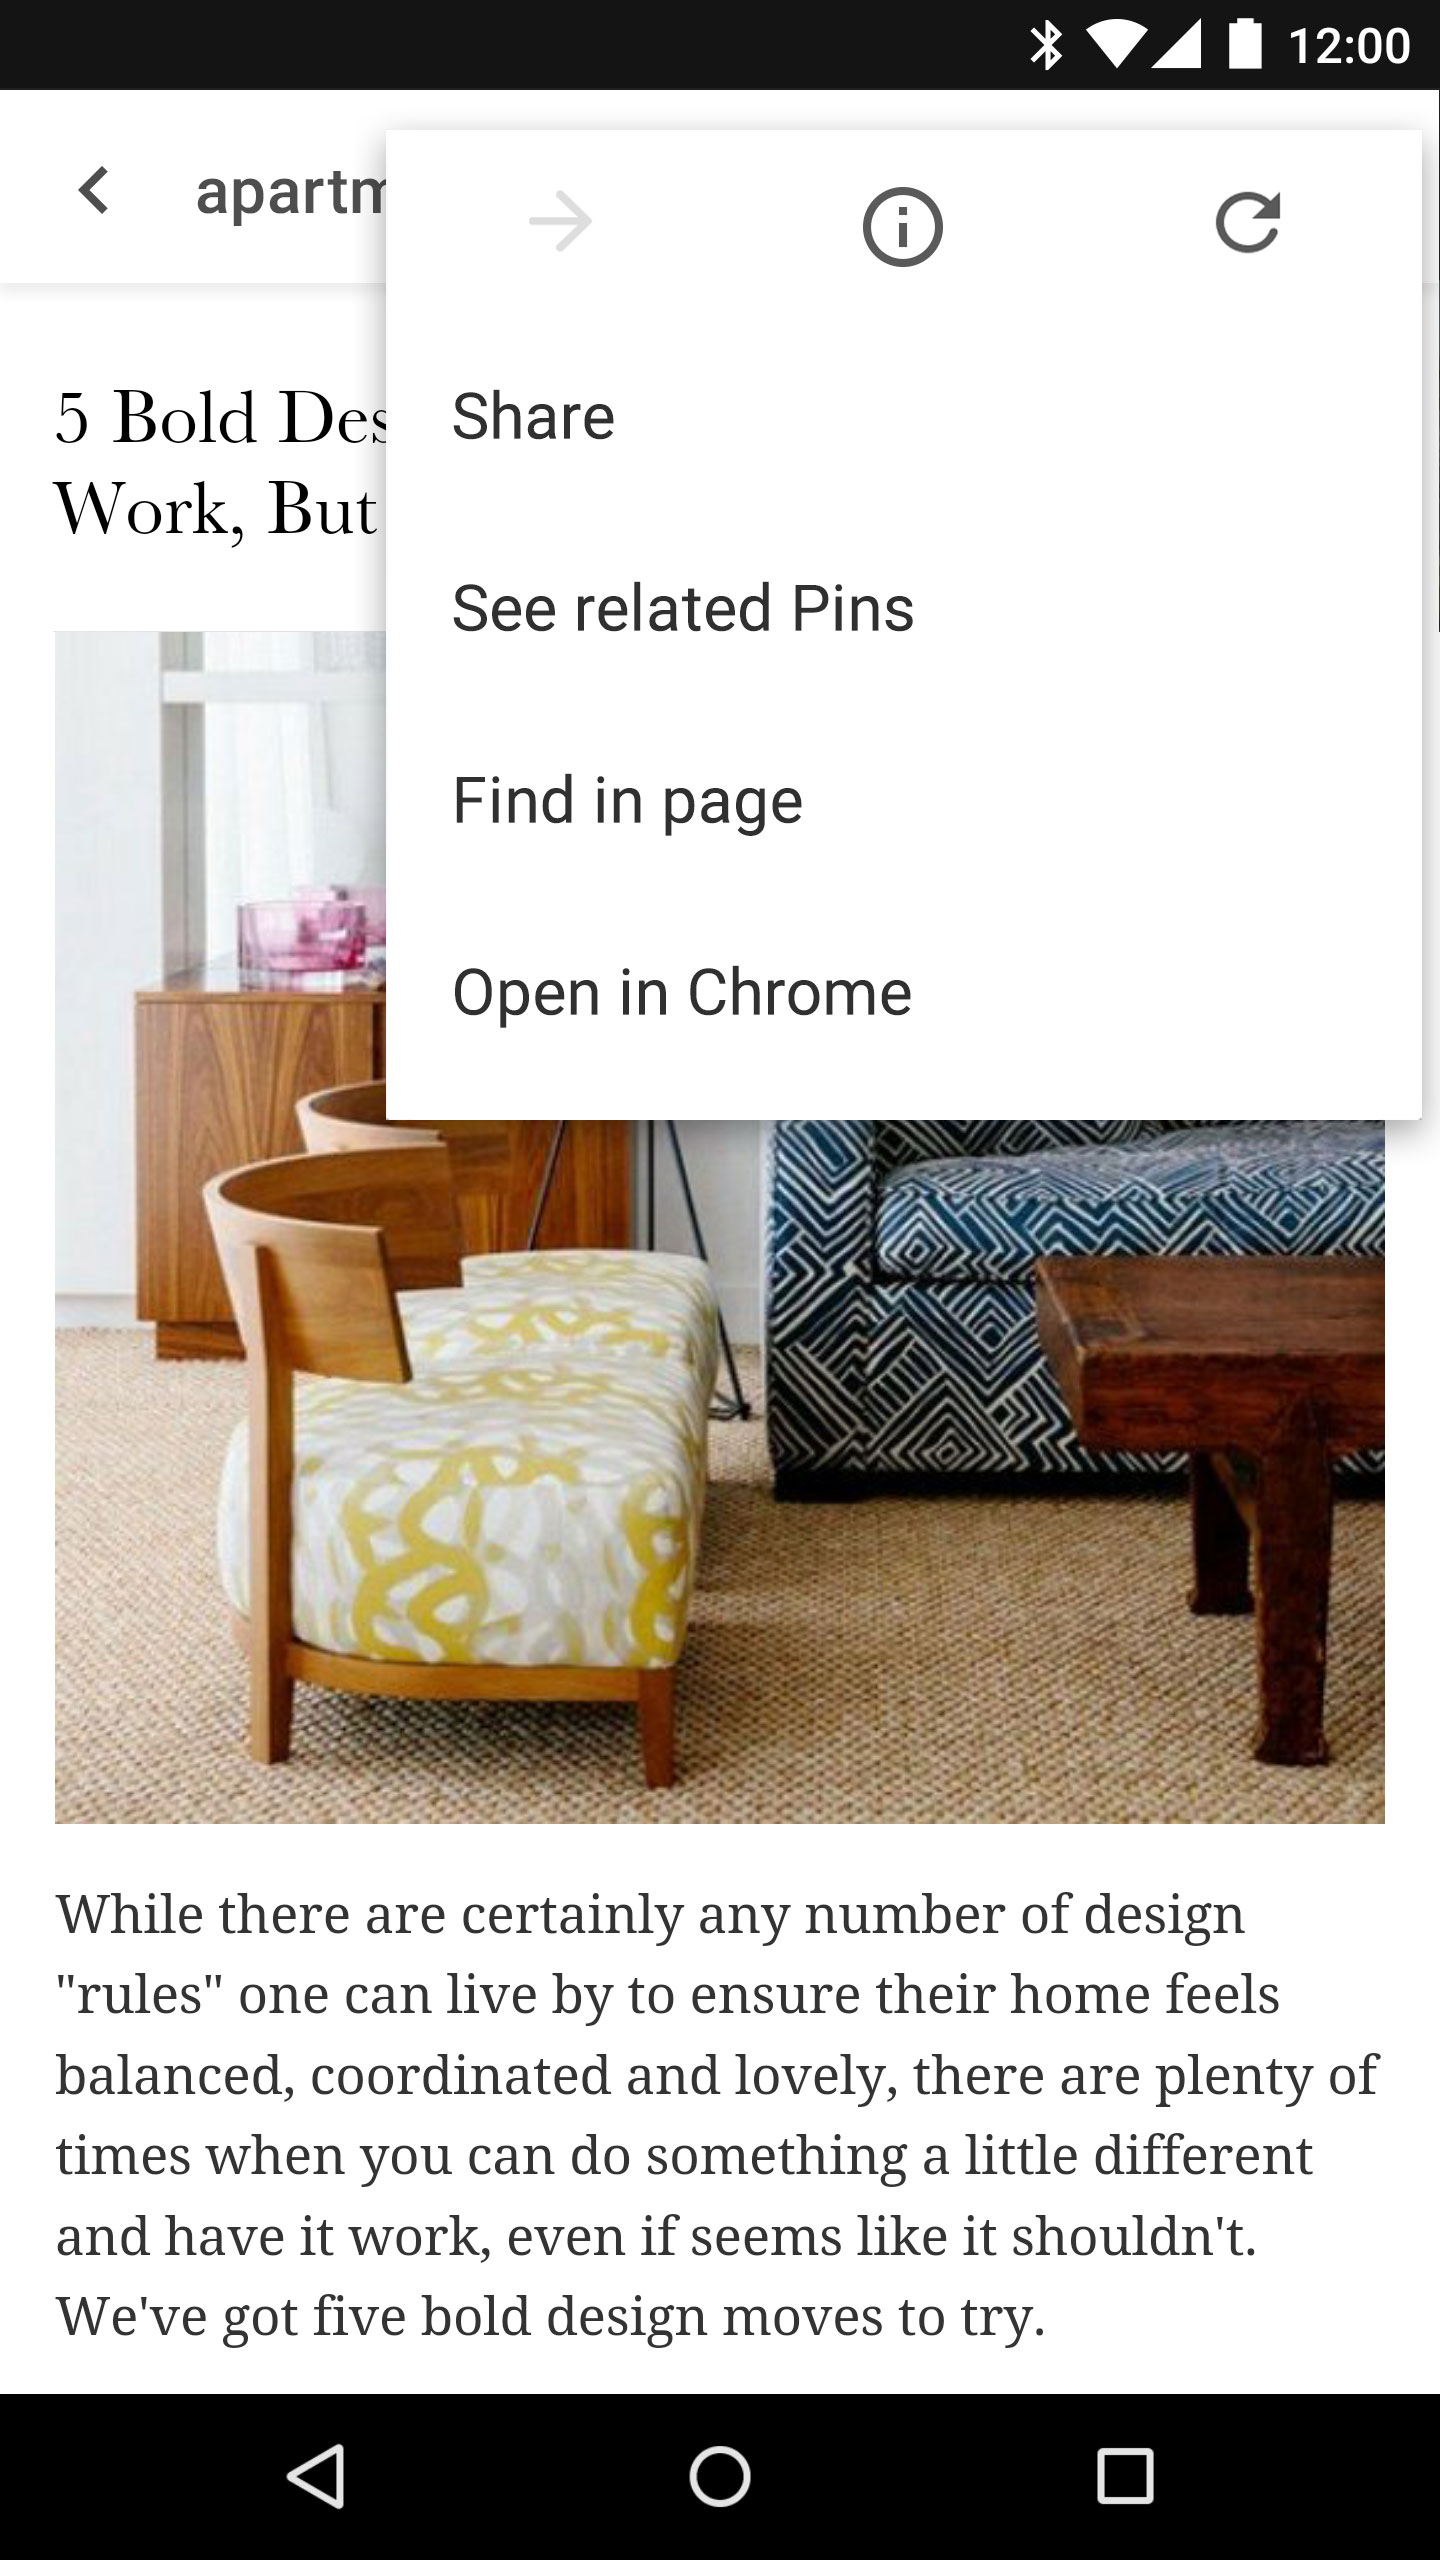 12:00
apartm
Share
See related Pins
Find in page
Open in Chrome
5 Bold Des
Work, But
While there are certainly any number of design
"rules" one can live by to ensure their home feels
balanced, coordinated and lovely, there are plenty of
times when you can do something a little different
and have it work, even if seems like it shouldn't.
We've got five bold design moves to try.